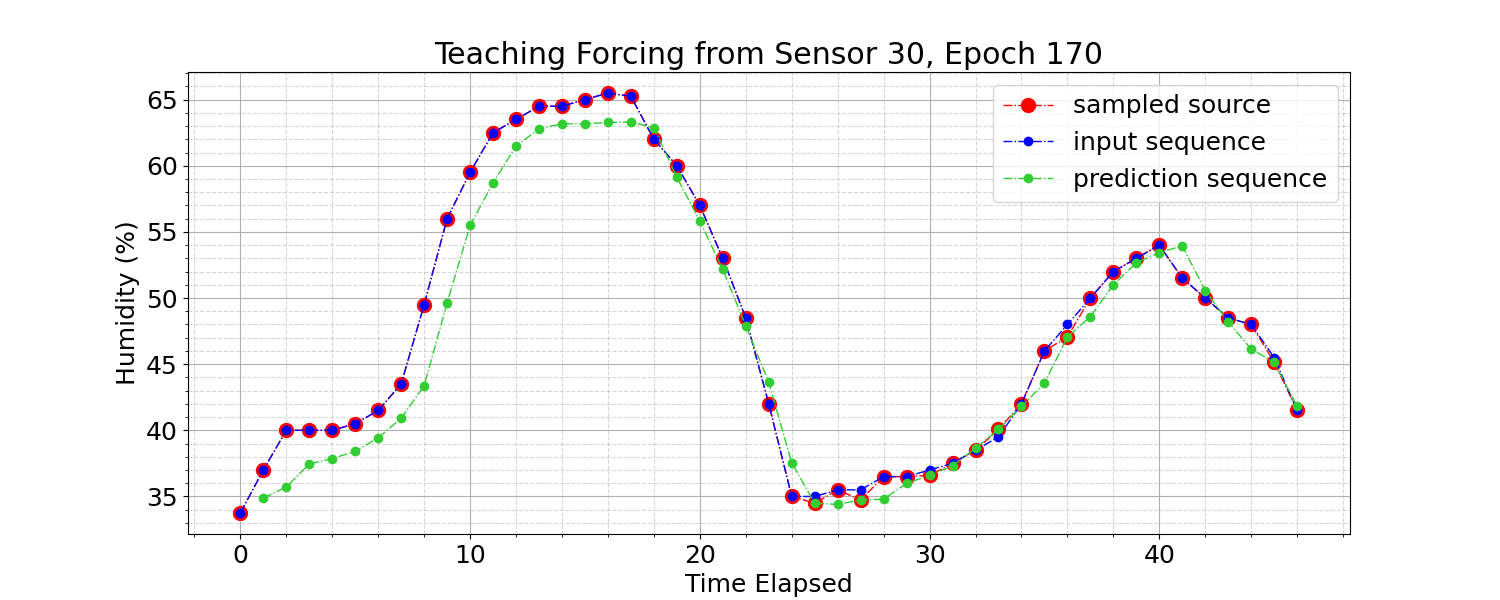 Teaching Forcing from Sensor 30, Epoch 170
sampled source
input sequence
prediction sequence
Humidity (%)
65
60
55
50
45
40
35
0 10 20 30 40
Time Elapsed